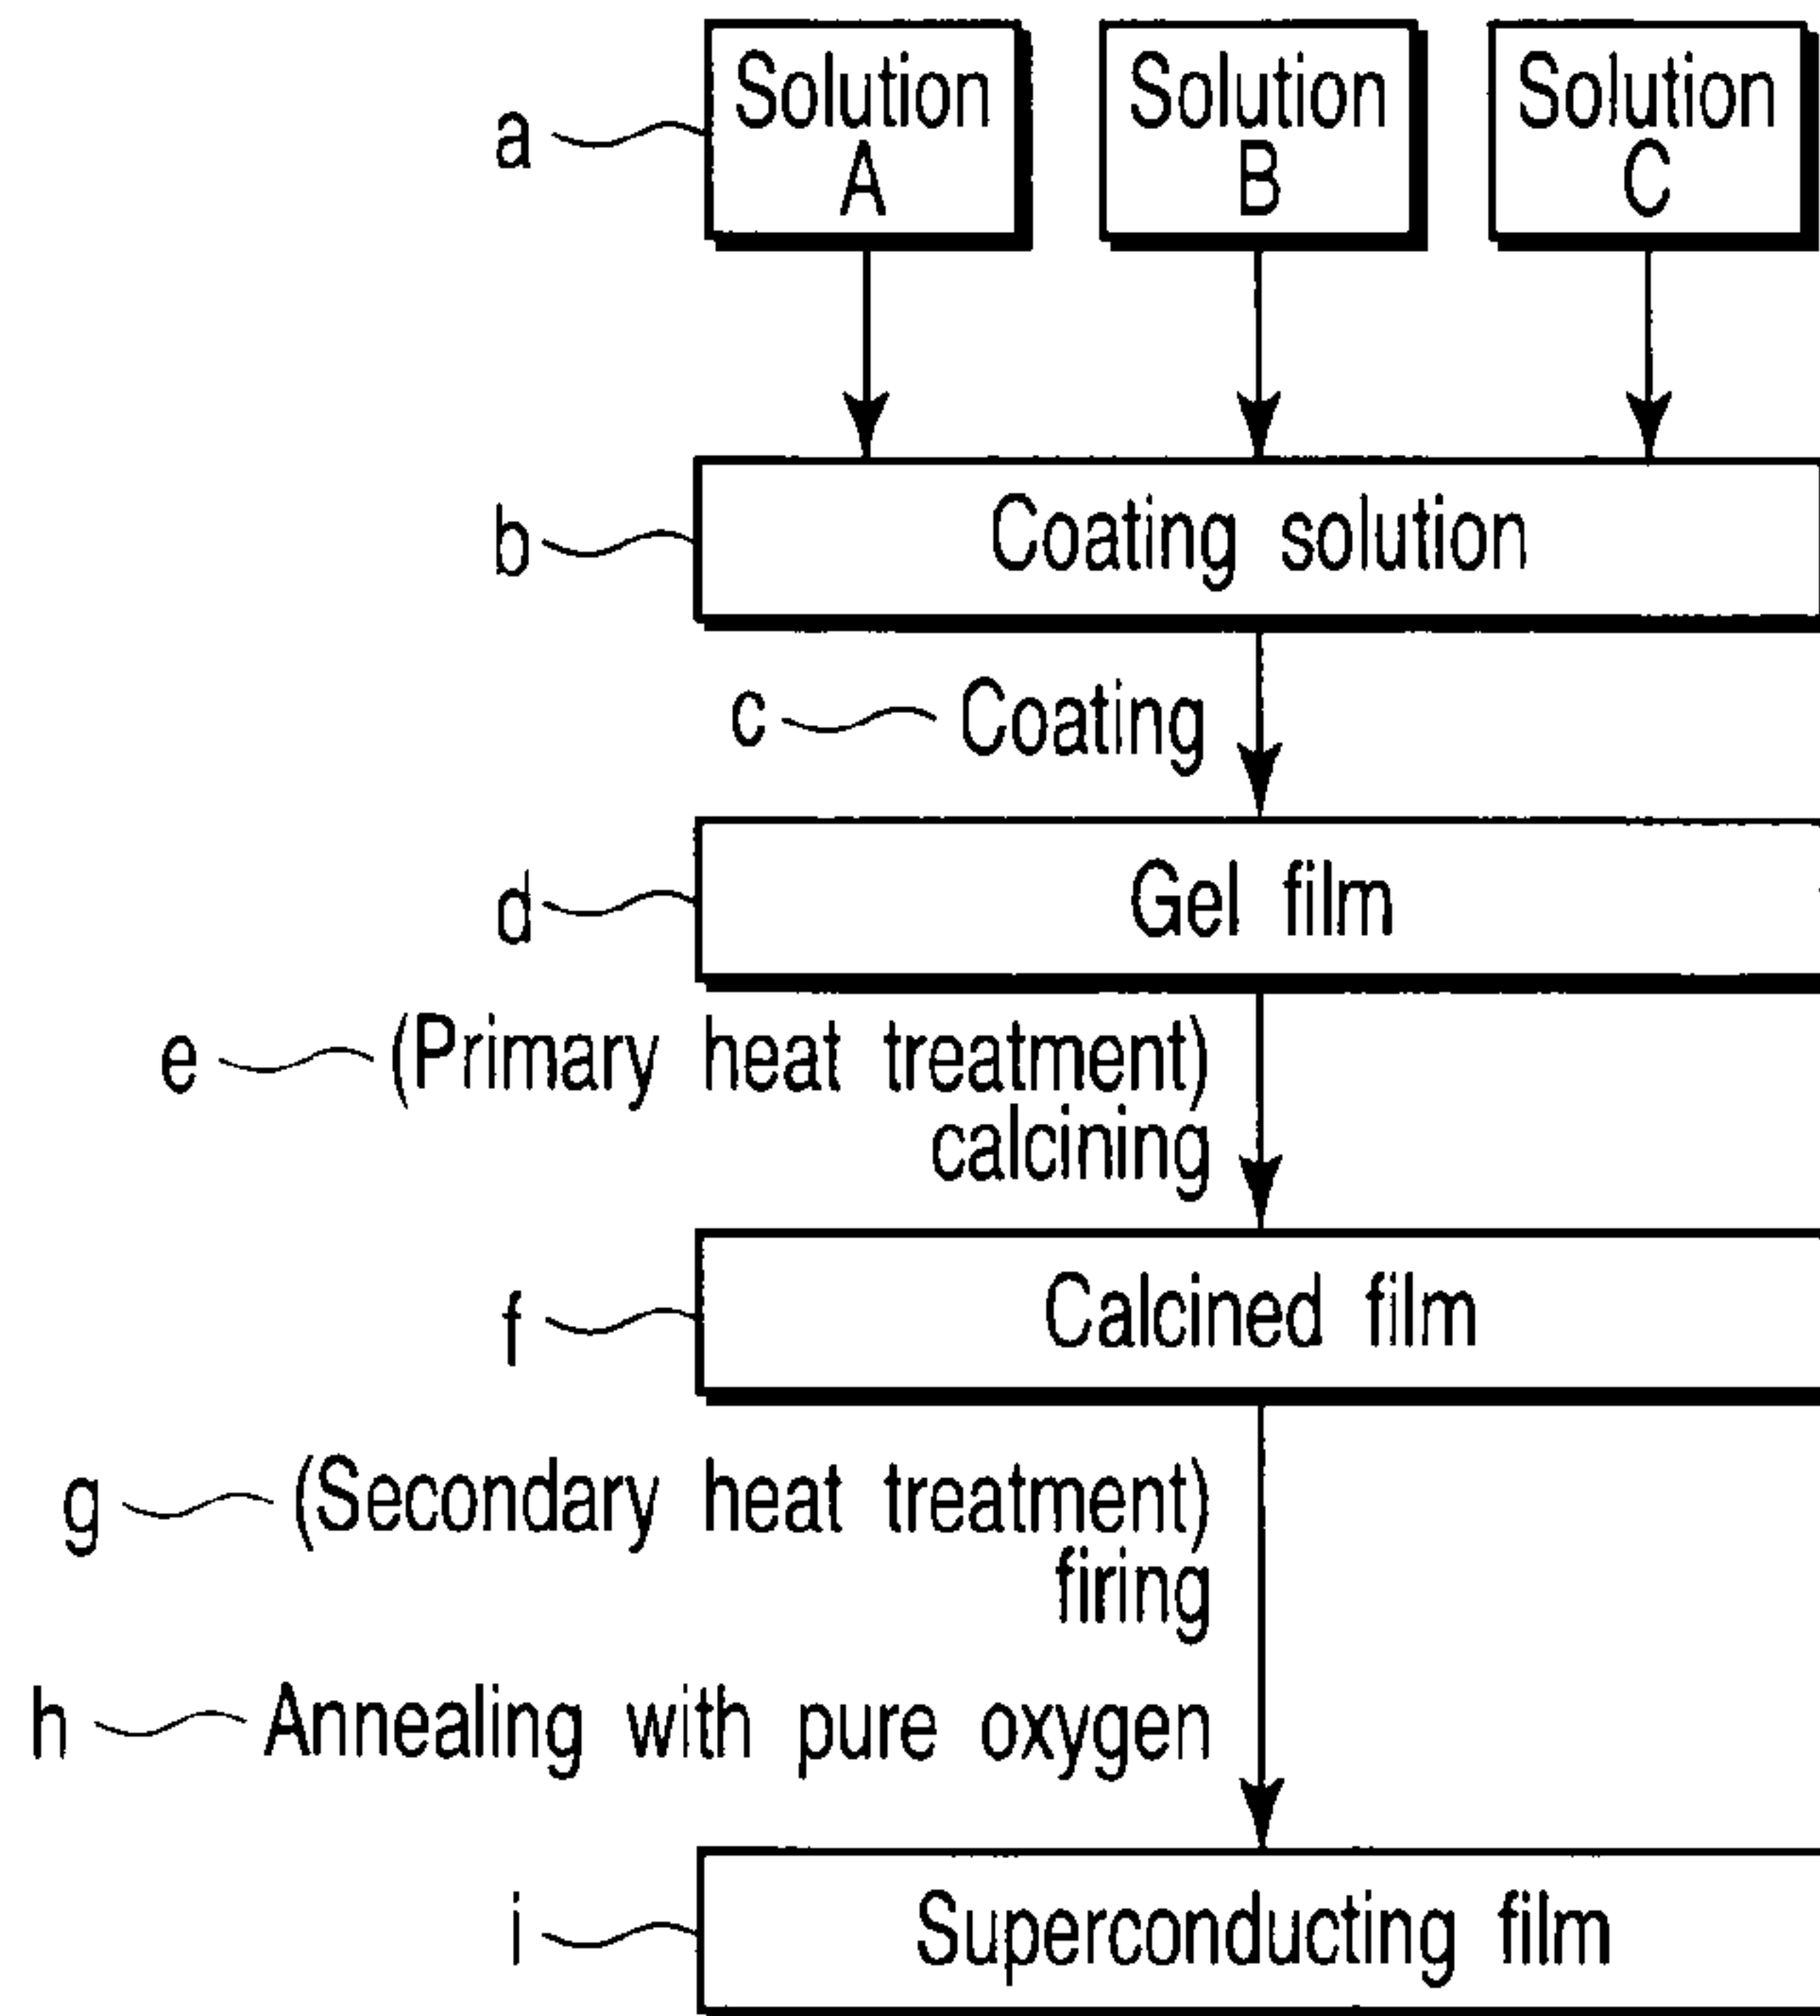 a
Solution
A
Solution
B
Solution
C
b
Coating solution
c
Coating
d
Gel film
e
(Primary heat treatment)
calcining
f
Calcined film
g
(Secondary heat treatment)
firing
h
Annealing with pure oxygen
i
Superconducting film